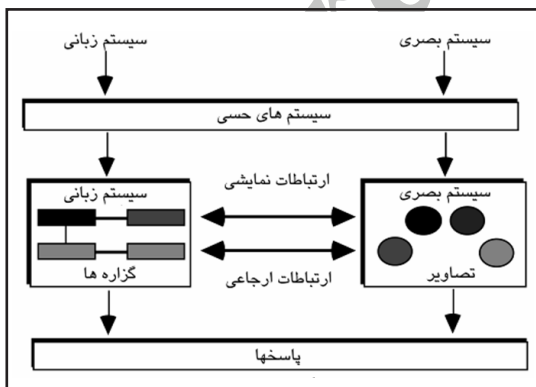 سیستم بصری
سیستم زبانی
سیستم های حسی
سیستم بصری
تصاویر
ارتباطات نمایشی
ارتباطات ارجاعی
سیستم زبانی
گزاره ها
پاسخها